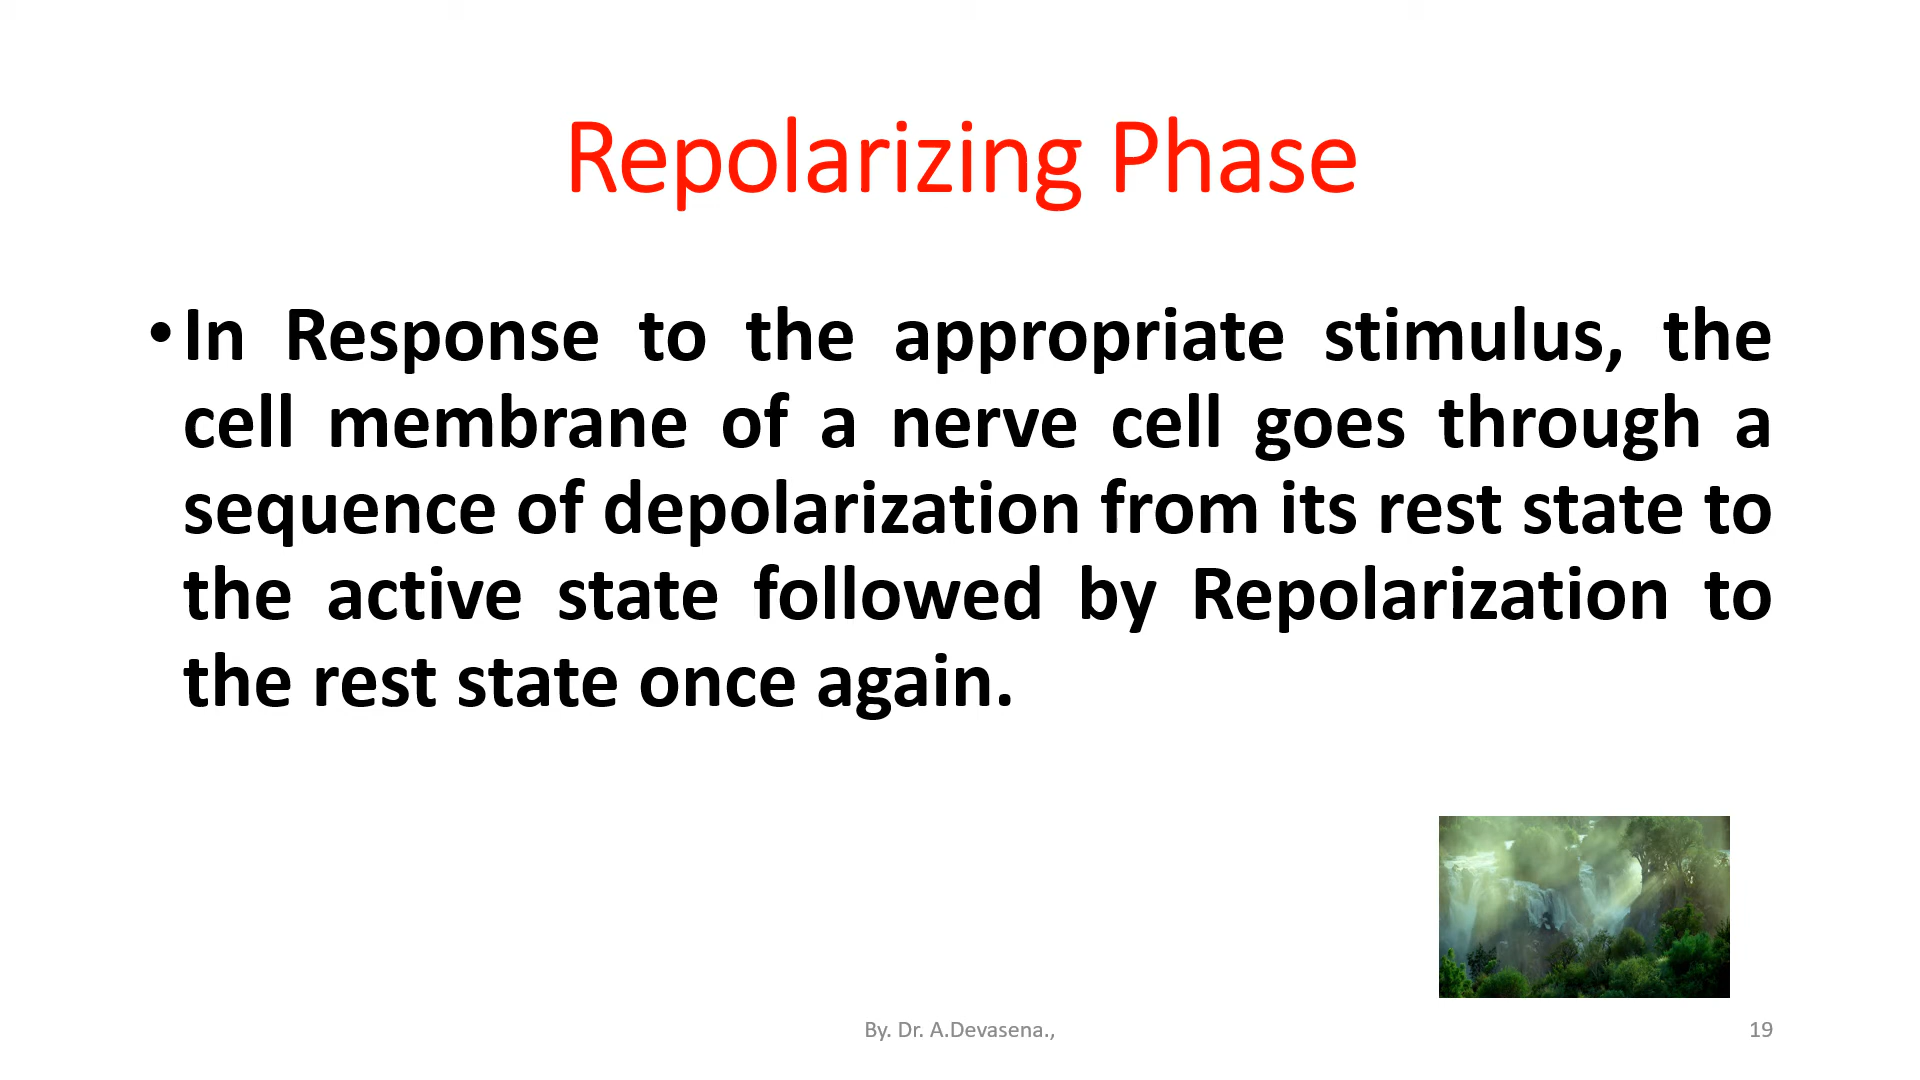 Repolarizing Phase
•In Response to the appropriate stimulus, the
cell membrane of a nerve cell goes through a
sequence of depolarization from its rest state to
the active state followed by Repolarization to
the rest state once again.
By. Dr. A.Devasena.,
19